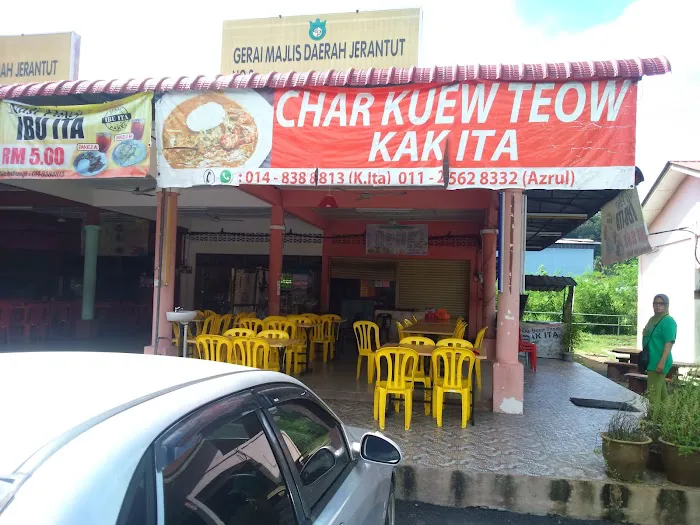 GERAI MAJLIS DAERAH JERANTUT
AH JERANTUT
IBU ITA
RM 5.00
CHAR KUEW TEOW
KAK ITA
: 014 - 838 8813 (K.Ita) 011 - 2562 8332 (Azrul)
K ITA